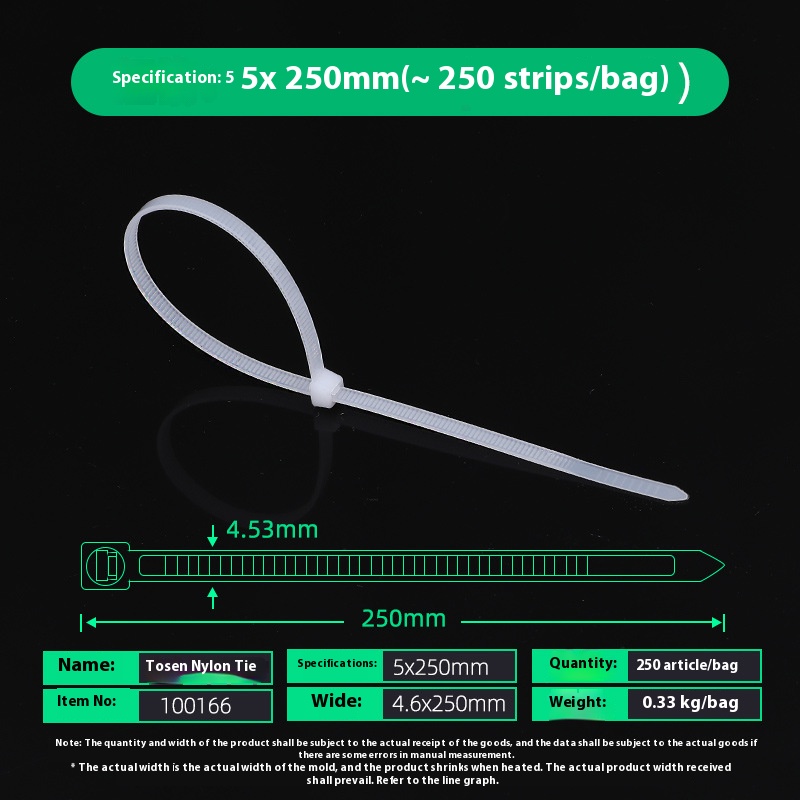 Specification: 5 5x 250mm(~ 250 strips/bag) )
4.53mm
250mm
Name: Tosen Nylon Tie
Specifications: 5x250mm
Quantity: 250 article/bag
Item No: 100166
Wide: 4.6x250mm
Weight: 0.33 kg/bag
Note: The quantity and width of the product shall be subject to the actual receipt of the goods, and the data shall be subject to the actual goods if
there are some errors in manual measurement.
* The actual width is the actual width of the mold, and the product shrinks when heated. The actual product width received
shall prevail. Refer to the line graph.